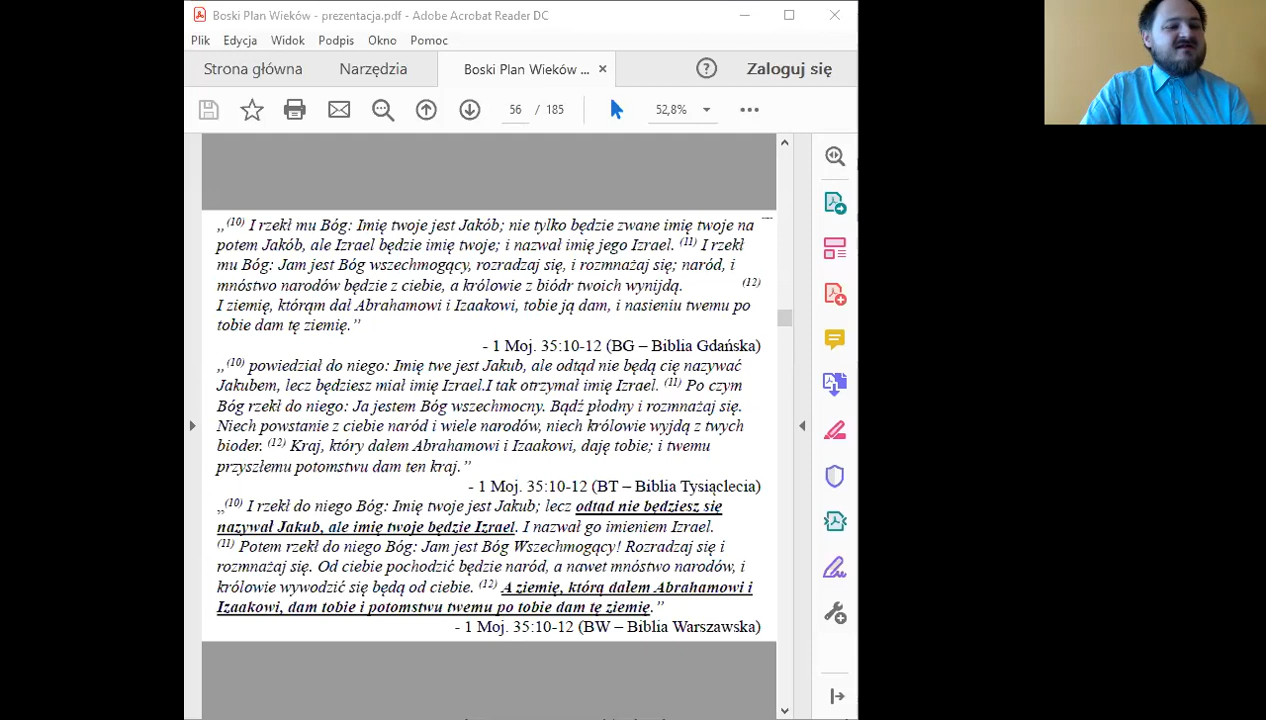 Boski Plan Wieków - prezentacja.pdf - Adobe Acrobat Reader DC
Plik Edycja Widok Podpis Okno Pomoc
Strona główna Narzędzia Boski Plan Wieków ... × Zaloguj się
56 / 185 52,8%
„(10) I rzekł mu Bóg: Imię twoje jest Jakób; nie tylko będzie zwane imię twoje na
potem Jakób, ale Izrael będzie imię twoje; i nazwał imię jego Izrael. (11) I rzekł
mu Bóg: Jam jest Bóg wszechmogący, rozradzaj się, i rozmnażaj się; naród, i
mnóstwo narodów będzie z ciebie, a królowie z biódr twoich wynijdą. (12)
I ziemię, którąm dał Abrahamowi i Izaakowi, tobie ją dam, i nasieniu twemu po
tobie dam tę ziemię.”
- 1 Moj. 35:10-12 (BG – Biblia Gdańska)
„(10) powiedział do niego: Imię twe jest Jakub, ale odtąd nie będą cię nazywać
Jakubem, lecz będziesz miał imię Izrael.I tak otrzymał imię Izrael. (11) Po czym
Bóg rzekł do niego: Ja jestem Bóg wszechmocny. Bądź płodny i rozmnażaj się.
Niech powstanie z ciebie naród i wiele narodów, niech królowie wyjdą z twych
bioder. (12) Kraj, który dałem Abrahamowi i Izaakowi, daję tobie; i twemu
przyszłemu potomstwu dam ten kraj.”
- 1 Moj. 35:10-12 (BT – Biblia Tysiąclecia)
„(10) I rzekł do niego Bóg: Imię twoje jest Jakub; lecz odtąd nie będziesz się
nazywał Jakub, ale imię twoje będzie Izrael. I nazwał go imieniem Izrael.
(11) Potem rzekł do niego Bóg: Jam jest Bóg Wszechmogący! Rozradzaj się i
rozmnażaj się. Od ciebie pochodzić będzie naród, a nawet mnóstwo narodów, i
królowie wywodzić się będą od ciebie. (12) A ziemię, którą dałem Abrahamowi i
Izaakowi, dam tobie i potomstwu twemu po tobie dam tę ziemię.”
- 1 Moj. 35:10-12 (BW – Biblia Warszawska)